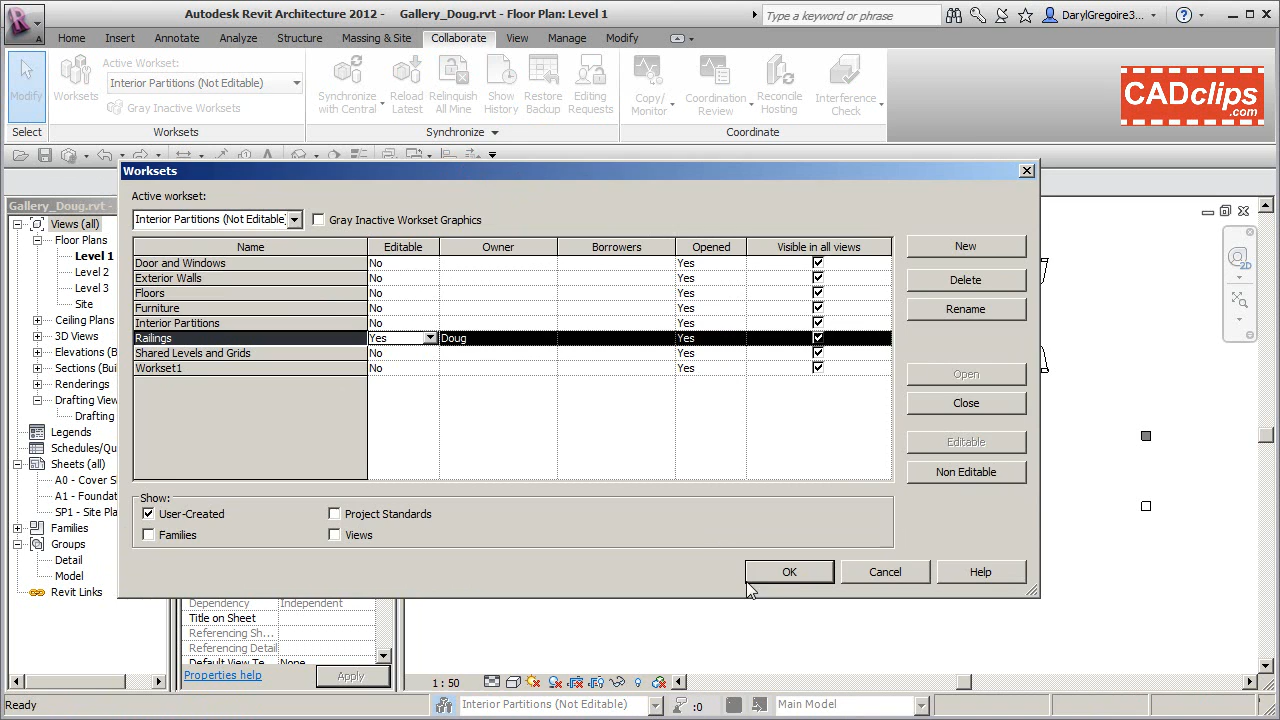 Autodesk Revit Architecture 2012 - Gallery_Doug.rvt - Floor Plan: Level 1
Type a keyword or phrase
DarylGregoire3...
Home Insert Annotate Analyze Structure Massing & Site Collaborate View Manage Modify
Modify
Select
Worksets
Active Workset:
Interior Partitions (Not Editable)
Gray Inactive Worksets
Worksets
Synchronize with Central
Reload Latest
Relinquish All Mine
Show History
Restore Backup
Editing Requests
Synchronize
Copy/ Monitor
Coordination Review
Reconcile Hosting
Interference Check
Coordinate
CADclips
.com
Gallery_Doug.rvt
Views (all)
Floor Plans
Level 1
Level 2
Level 3
Site
Ceiling Plans
3D Views
Elevations (B
Sections (Bui
Renderings
Drafting View
Drafting
Legends
Schedules/Qu
Sheets (all)
A0 - Cover S
A1 - Foundat
SP1 - Site Pla
Families
Groups
Detail
Model
Revit Links
Worksets
Active workset:
Interior Partitions (Not Editable
Gray Inactive Workset Graphics
Name Editable Owner Borrowers Opened Visible in all views
Door and Windows No Yes
Exterior Walls No Yes
Floors No Yes
Furniture No Yes
Interior Partitions No Yes
Railings Yes Doug Yes
Shared Levels and Grids No Yes
Workset1 No Yes
New
Delete
Rename
Open
Close
Editable
Non Editable
Show:
User-Created
Project Standards
Families
Views
OK Cancel Help
2D
Dependency Independent
Title on Sheet
Referencing Sh...
Referencing Detail
Default View Te... None
Properties help
Apply
1 : 50
Ready
Interior Partitions (Not Editable)
:0
Main Model